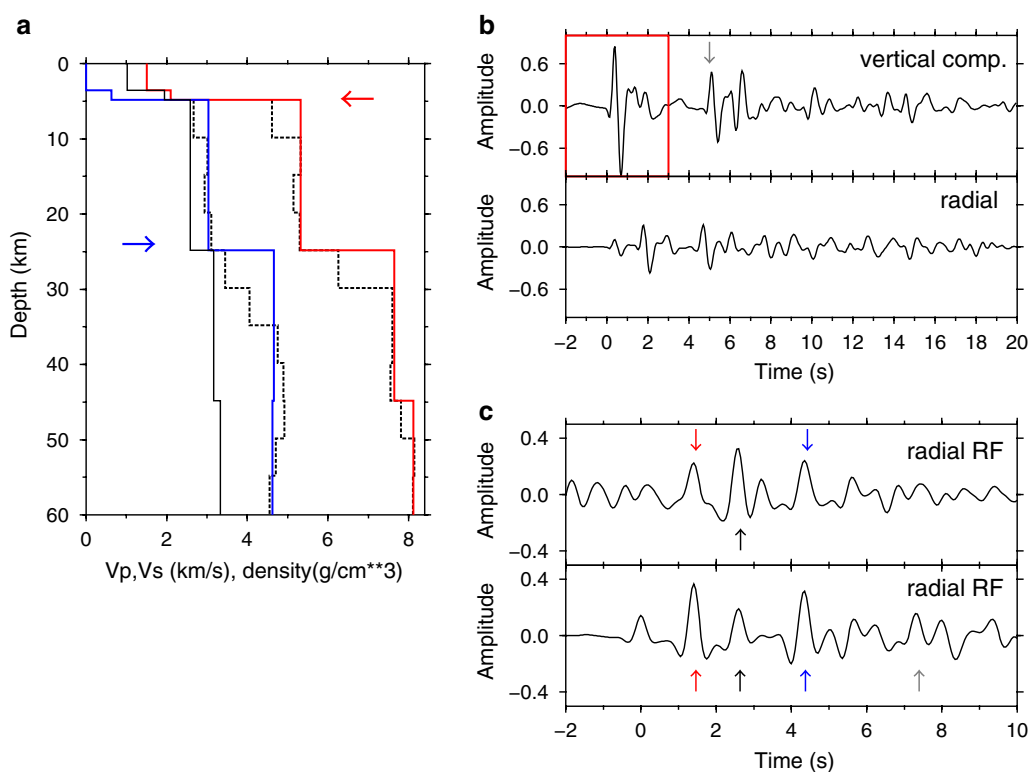 a
0
10
20
30
40
50
60
Depth (km)
0 2 4 6 8
Vp,Vs (km/s), density(g/cm**3)
b
vertical comp.
0.6
0.0
−0.6
Amplitude
radial
0.6
0.0
−0.6
Amplitude
−2 0 2 4 6 8 10 12 14 16 18 20
Time (s)
c
radial RF
0.4
0.0
−0.4
Amplitude
radial RF
0.4
0.0
−0.4
Amplitude
−2 0 2 4 6 8 10
Time (s)